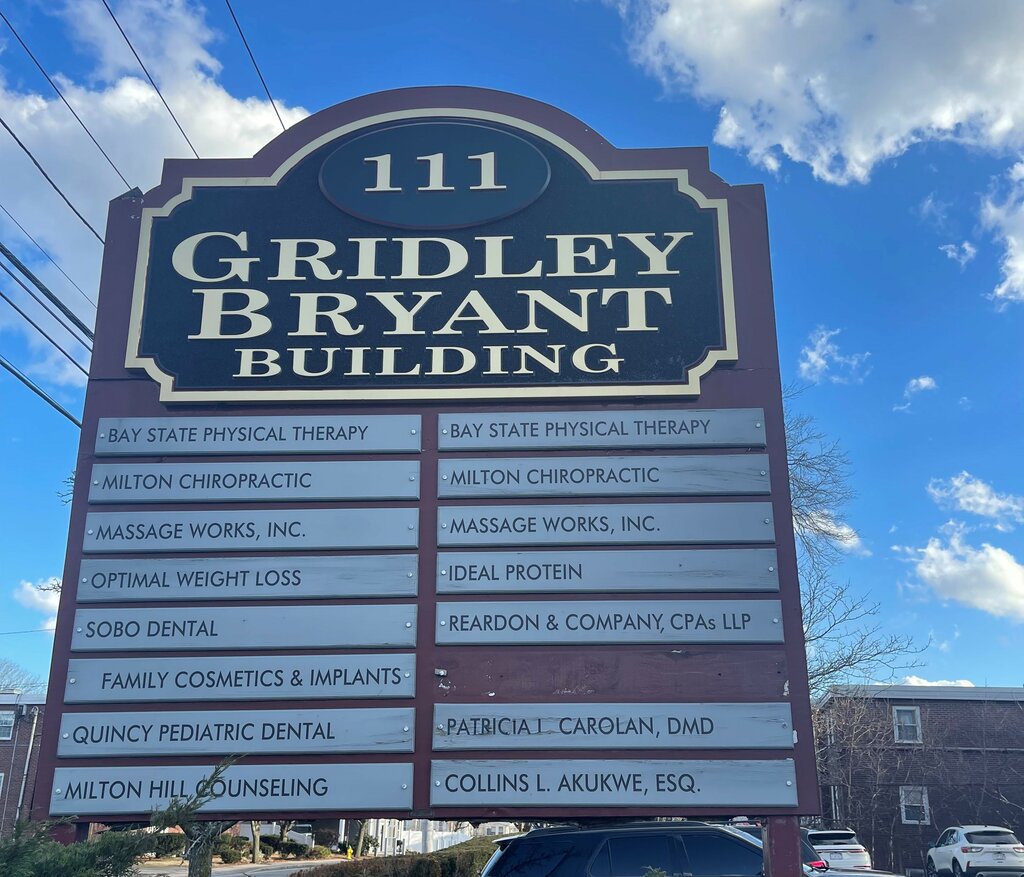 111
GRIDLEY
BRYANT
BUILDING
BAY STATE PHYSICAL THERAPY
MILTON CHIROPRACTIC
MASSAGE WORKS, INC.
OPTIMAL WEIGHT LOSS
SOBO DENTAL
FAMILY COSMETICS & IMPLANTS
QUINCY PEDIATRIC DENTAL
MILTON HILL COUNSELING
BAY STATE PHYSICAL THERAPY
MILTON CHIROPRACTIC
MASSAGE WORKS, INC.
IDEAL PROTEIN
REARDON & COMPANY, CPAs LLP
PATRICIA J. CAROLAN, DMD
COLLINS L. AKUKWE, ESQ.